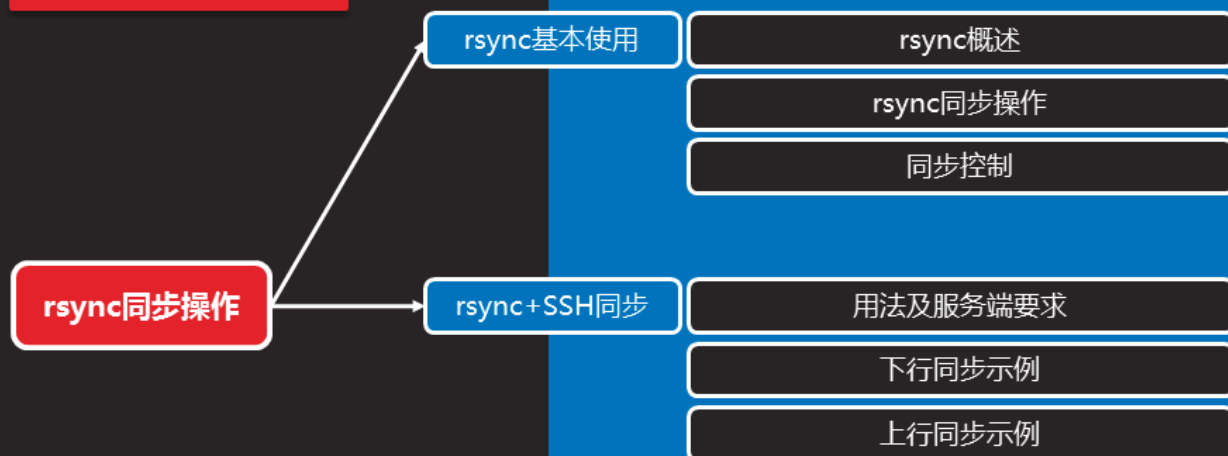 rsync基本使用
rsync概述
rsync同步操作
同步控制
rsync同步操作
rsync+SSH同步
用法及服务端要求
下行同步示例
上行同步示例